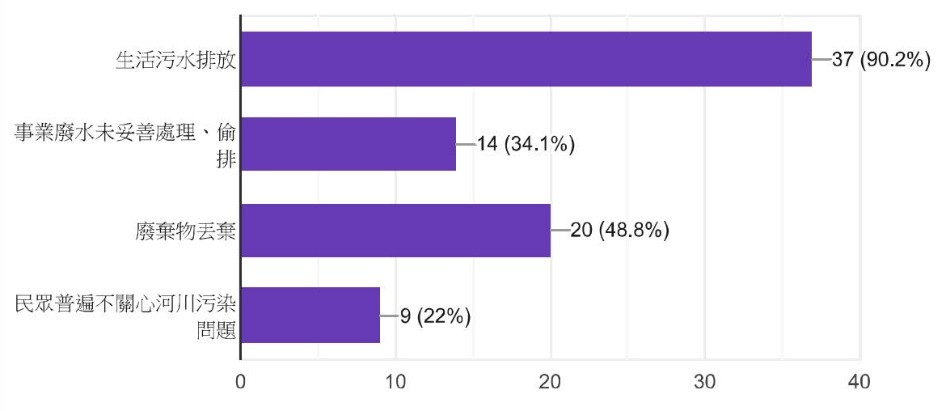 生活污水排放
37 (90.2%)
事業廢水未妥善處理、偷
排
14 (34.1%)
廢棄物丟棄
20 (48.8%)
民眾普遍不關心河川污染
問題
9 (22%)
0 10 20 30 40